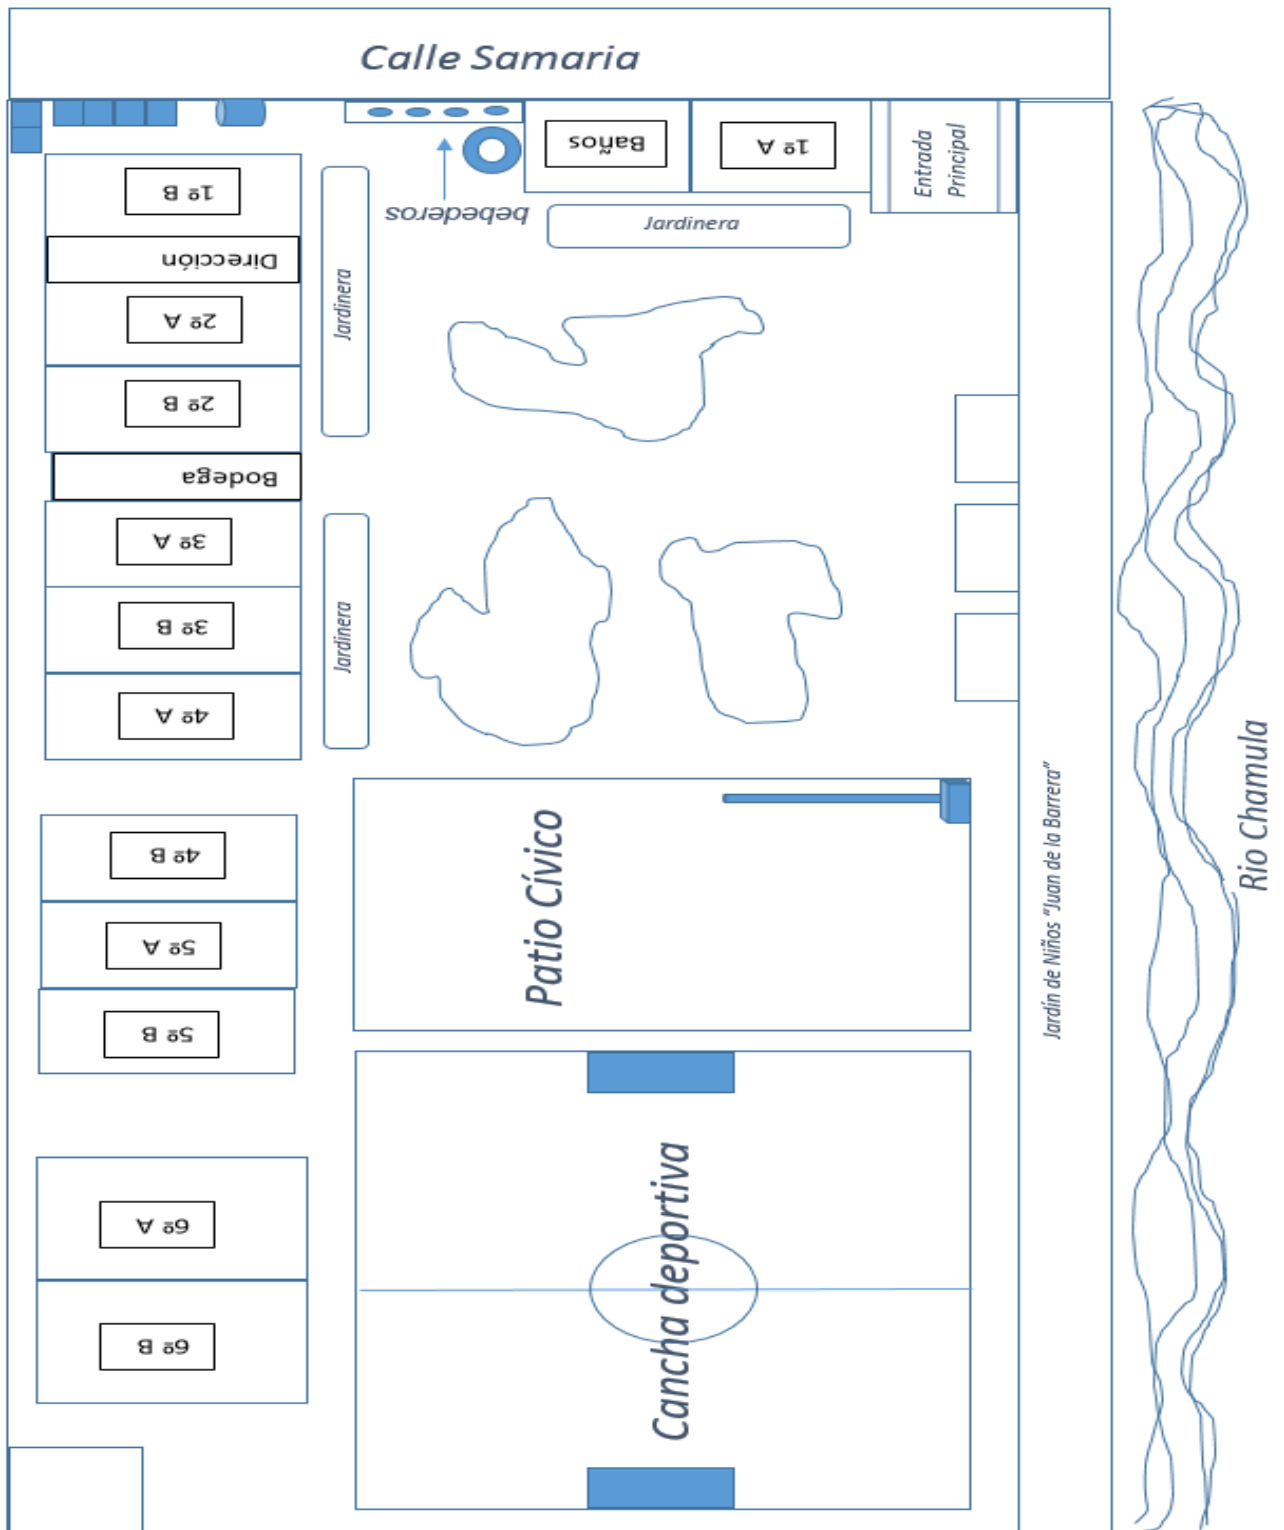 Calle Samaria
Baños
1º A
Entrada
Principal
bebederos
Jardinera
1º B
Dirección
2º A
Jardinera
2º B
Bodega
3º A
3º B
Jardinera
4º A
4º B
5º A
5º B
6º A
6º B
Patio Cívico
Cancha deportiva
Jardín de Niños "Juan de la Barrera"
Rio Chamula